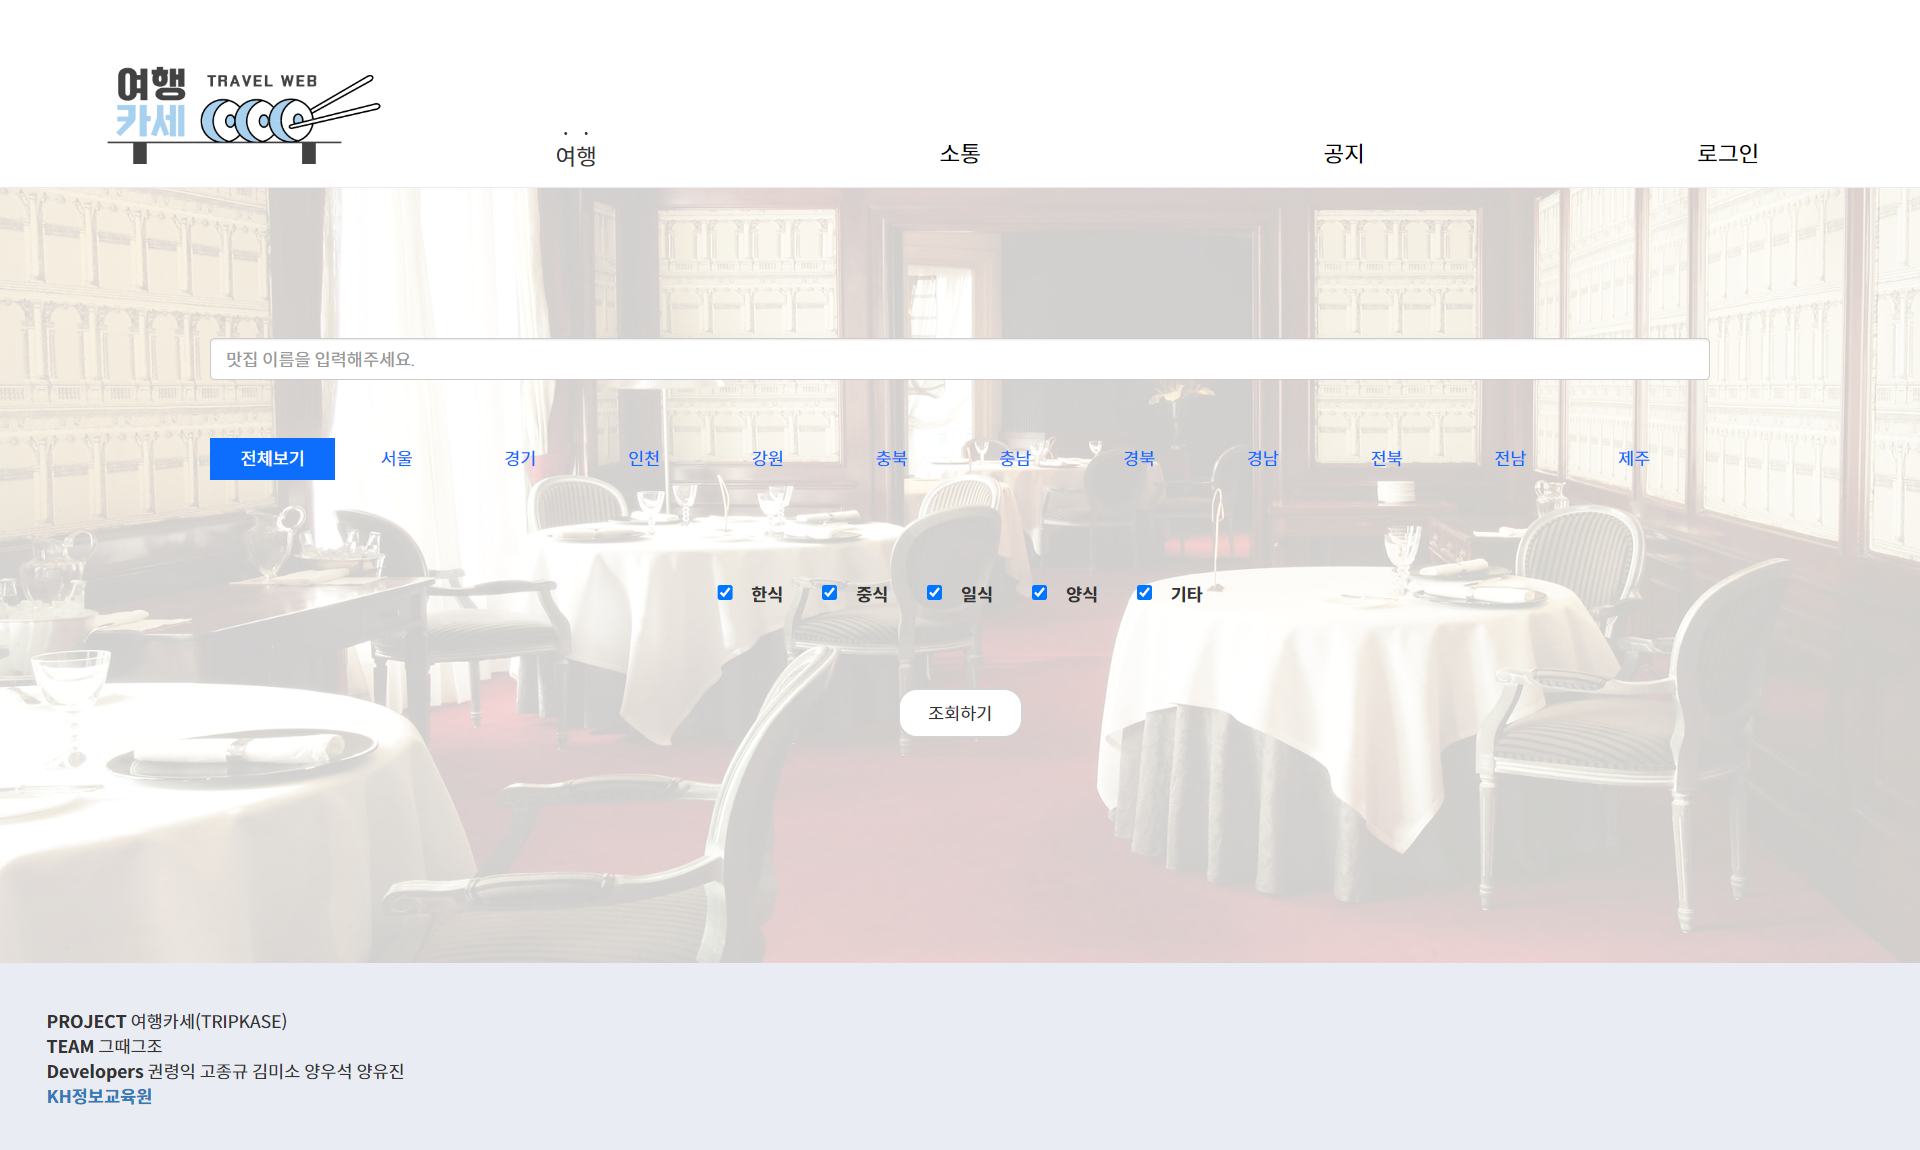 여행
카세
TRAVEL WEB
여행
소통
공지
로그인
맛집 이름을 입력해주세요.
전체보기 서울 경기 인천 강원 충북 충남 경북 경남 전북 전남 제주
한식 중식 일식 양식 기타
조회하기
PROJECT 여행카세(TRIPKASE)
TEAM 그때그조
Developers 권령익 고종규 김미소 양우석 양유진
KH정보교육원